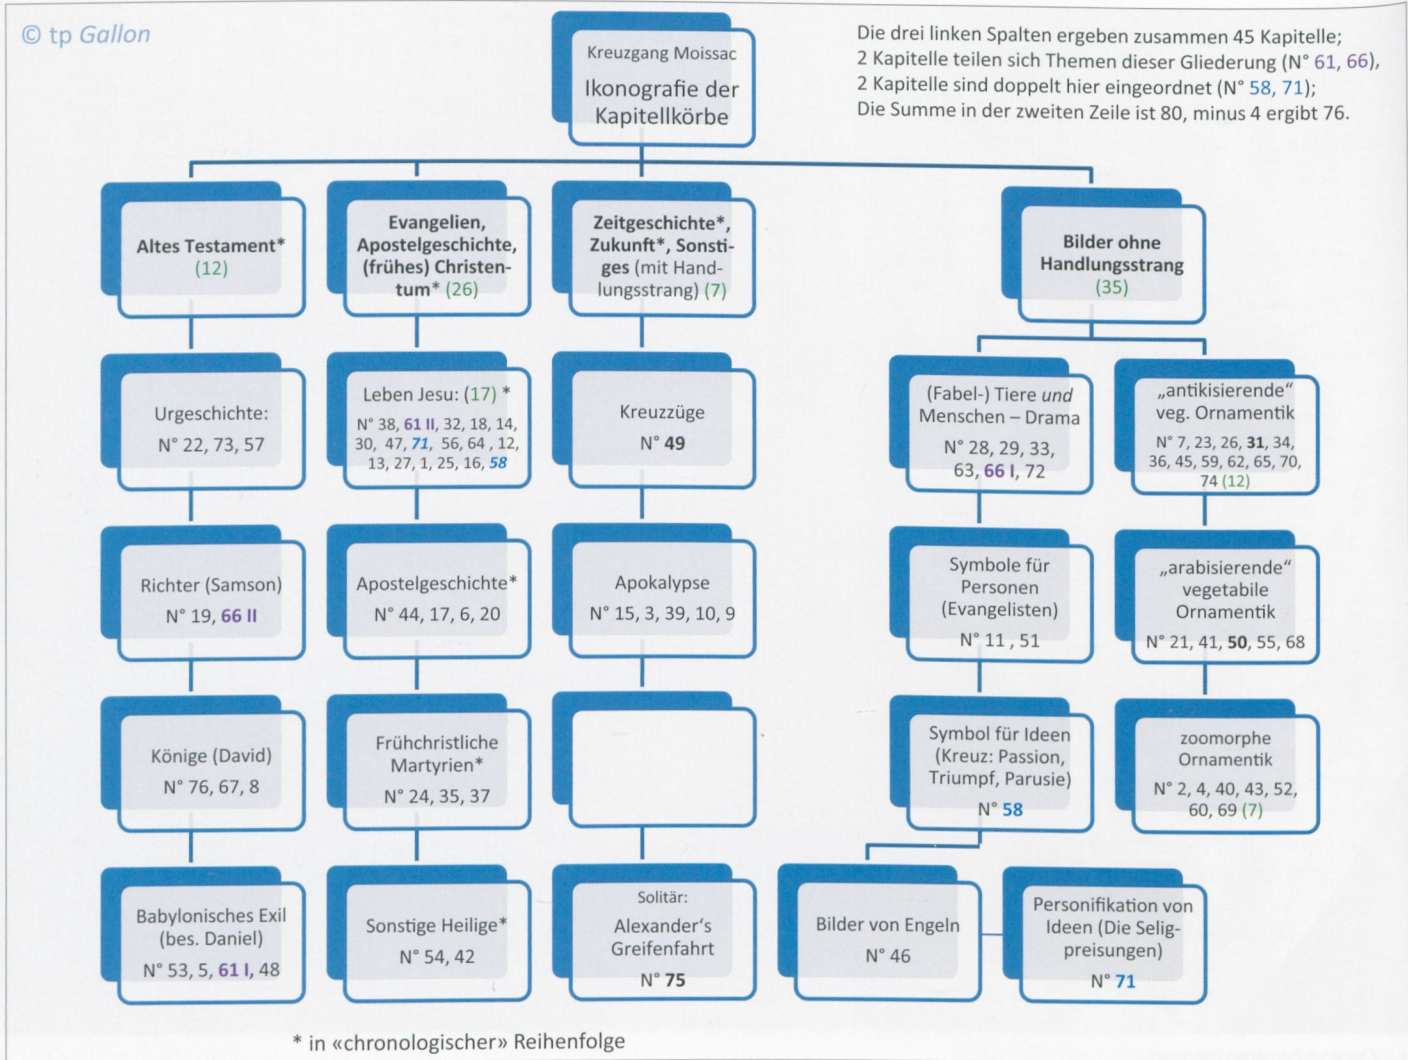 © tp Gallon
Kreuzgang Moissac
Ikonografie der
Kapitellkörbe
Die drei linken Spalten ergeben zusammen 45 Kapitelle;
2 Kapitelle teilen sich Themen dieser Gliederung (N° 61, 66),
2 Kapitelle sind doppelt hier eingeordnet (N° 58, 71);
Die Summe in der zweiten Zeile ist 80, minus 4 ergibt 76.
Altes Testament*
(12)
Evangelien,
Apostelgeschichte,
(frühes) Christen-
tum* (26)
Zeitgeschichte*,
Zukunft*, Sonsti-
ges (mit Hand-
lungsstrang) (7)
Bilder ohne
Handlungsstrang
(35)
Urgeschichte:
N° 22, 73, 57
Leben Jesu: (17) *
N° 38, 61 II, 32, 18, 14,
30, 47, 71, 56, 64 , 12,
13, 27, 1, 25, 16, 58
Kreuzzüge
N° 49
(Fabel-) Tiere und
Menschen – Drama
N° 28, 29, 33,
63, 66 I, 72
„antikisierende“
veg. Ornamentik
N° 7, 23, 26, 31, 34,
36, 45, 59, 62, 65, 70,
74 (12)
Richter (Samson)
N° 19, 66 II
Apostelgeschichte*
N° 44, 17, 6, 20
Apokalypse
N° 15, 3, 39, 10, 9
Symbole für
Personen
(Evangelisten)
N° 11 , 51
„arabisierende“
vegetabile
Ornamentik
N° 21, 41, 50, 55, 68
Könige (David)
N° 76, 67, 8
Frühchristliche
Martyrien*
N° 24, 35, 37
Symbol für Ideen
(Kreuz: Passion,
Triumpf, Parusie)
N° 58
zoomorphe
Ornamentik
N° 2, 4, 40, 43, 52,
60, 69 (7)
Babylonisches Exil
(bes. Daniel)
N° 53, 5, 61 I, 48
Sonstige Heilige*
N° 54, 42
Solitär:
Alexander‘s
Greifenfahrt
N° 75
Bilder von Engeln
N° 46
Personifikation von
Ideen (Die Selig-
preisungen)
N° 71
* in «chronologischer» Reihenfolge